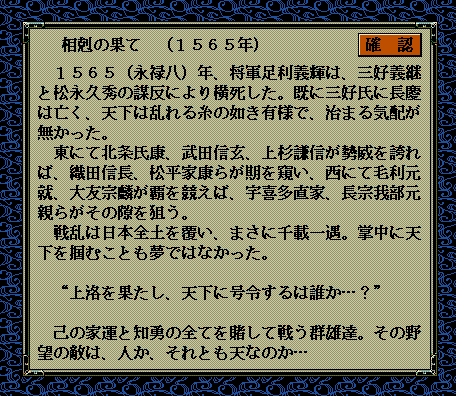 相剋の果て　（１５６５年）
確　認
　１５６５（永禄八）年、将軍足利義輝は、三好義継
と松永久秀の謀反により横死した。既に三好氏に長慶
は亡く、天下は乱れる糸の如き有様で、治まる気配が
無かった。
　東にて北条氏康、武田信玄、上杉謙信が勢威を誇れ
ば、織田信長、松平家康らが期を窺い、西にて毛利元
就、大友宗麟が覇を競えば、宇喜多直家、長宗我部元
親らがその隙を狙う。
　戦乱は日本全土を覆い、まさに千載一遇。掌中に天
下を掴むことも夢ではなかった。
　“上洛を果たし、天下に号令するは誰か…？”
　己の家運と知勇の全てを賭して戦う群雄達。その野
望の敵は、人か、それとも天なのか…